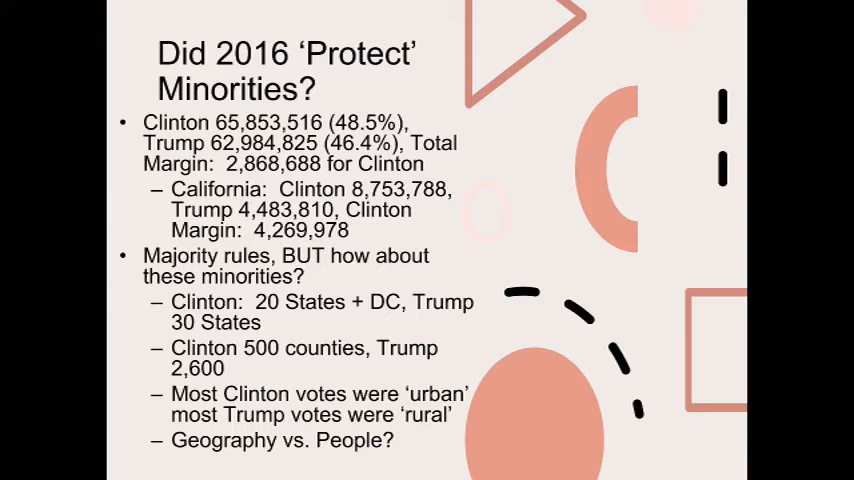 Did 2016 ‘Protect’
Minorities?
• Clinton 65,853,516 (48.5%),
Trump 62,984,825 (46.4%), Total
Margin: 2,868,688 for Clinton
– California: Clinton 8,753,788,
Trump 4,483,810, Clinton
Margin: 4,269,978
• Majority rules, BUT how about
these minorities?
– Clinton: 20 States + DC, Trump
30 States
– Clinton 500 counties, Trump
2,600
– Most Clinton votes were ‘urban’
most Trump votes were ‘rural’
– Geography vs. People?